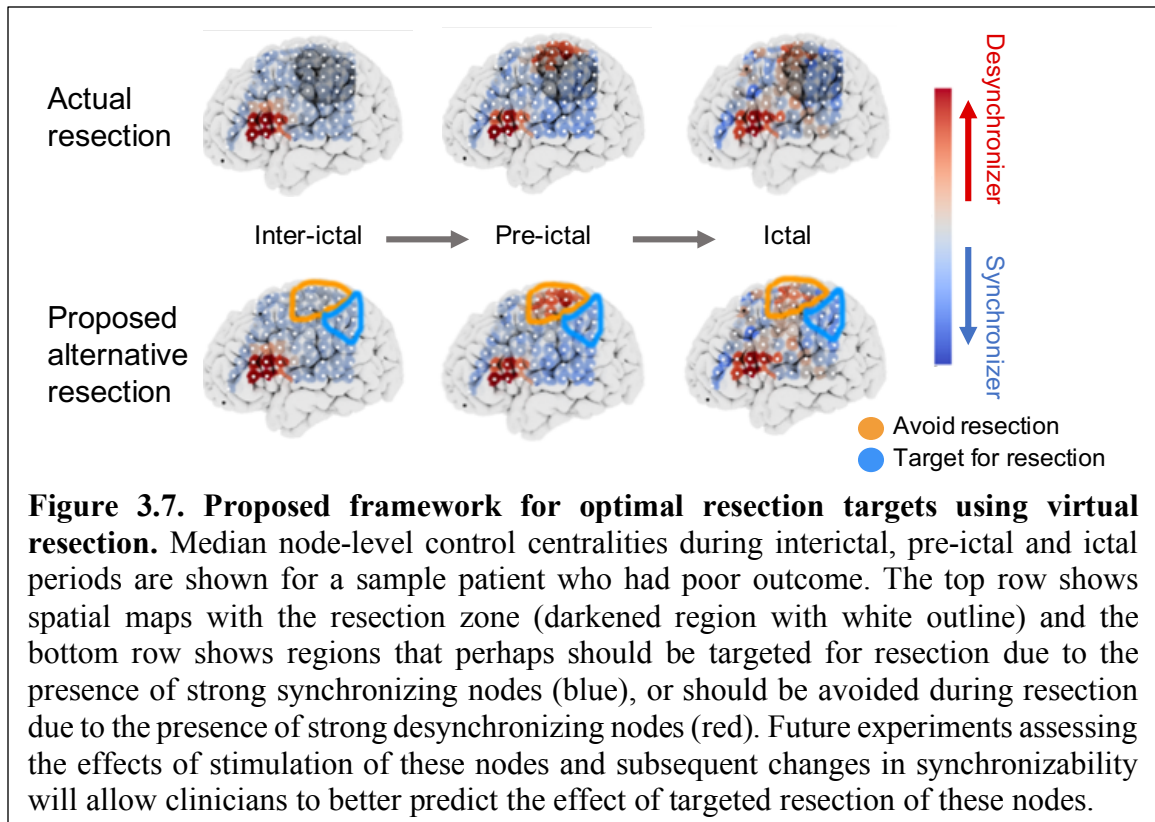 Actual
resection
Inter-ictal
Pre-ictal
Ictal
Proposed
alternative
resection
Desynchronizer
Synchronizer
Avoid resection
Target for resection
Figure 3.7. Proposed framework for optimal resection targets using virtual
resection. Median node-level control centralities during interictal, pre-ictal and ictal
periods are shown for a sample patient who had poor outcome. The top row shows
spatial maps with the resection zone (darkened region with white outline) and the
bottom row shows regions that perhaps should be targeted for resection due to the
presence of strong synchronizing nodes (blue), or should be avoided during resection
due to the presence of strong desynchronizing nodes (red). Future experiments assessing
the effects of stimulation of these nodes and subsequent changes in synchronizability
will allow clinicians to better predict the effect of targeted resection of these nodes.